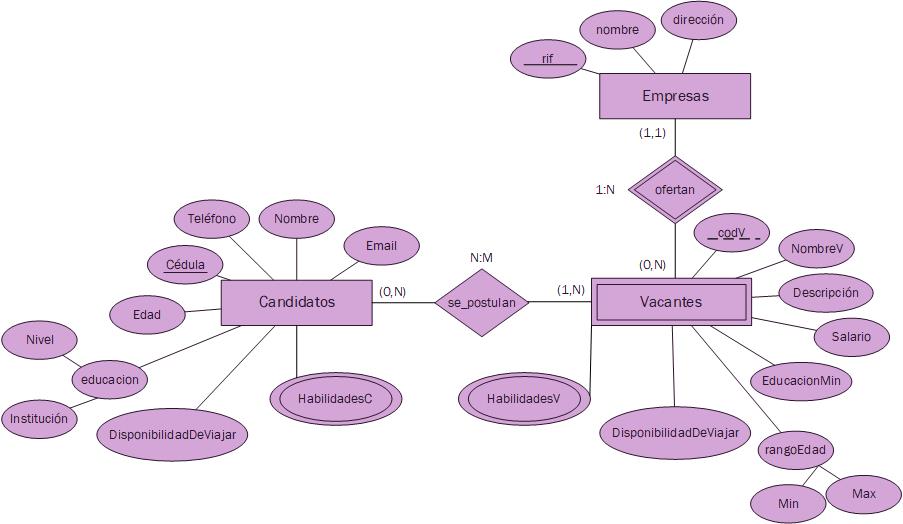 dirección
nombre
rif
Empresas
(1,1)
1:N
ofertan
Teléfono
Nombre
codV
Email
NombreV
N:M
Cédula
(0,N)
(0,N)
(1,N)
Descripción
Candidatos
se_postulan
Vacantes
Edad
Salario
Nivel
educacion
EducacionMin
HabilidadesC
HabilidadesV
Institución
DisponibilidadDeViajar
DisponibilidadDeViajar
rangoEdad
Min
Max